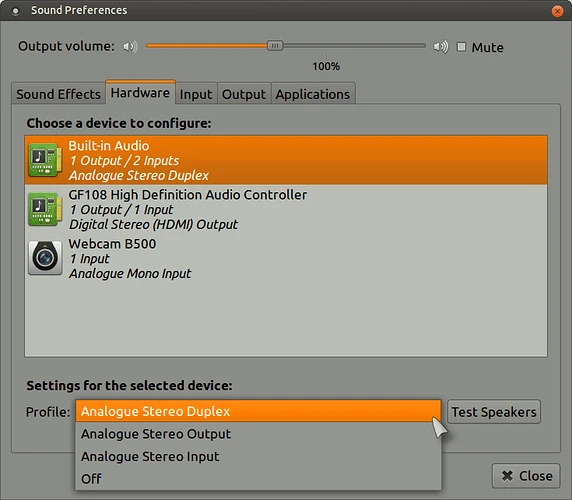 Sound Preferences
Output volume:
Mute
100%
Sound Effects
Hardware
Input
Output
Applications
Choose a device to configure:
Built-in Audio
1 Output / 2 Inputs
Analogue Stereo Duplex
GF108 High Definition Audio Controller
1 Output / 1 Input
Digital Stereo (HDMI) Output
Webcam B500
1 Input
Analogue Mono Input
Settings for the selected device:
Profile:
Analogue Stereo Duplex
Test Speakers
Analogue Stereo Output
Analogue Stereo Input
Off
Close